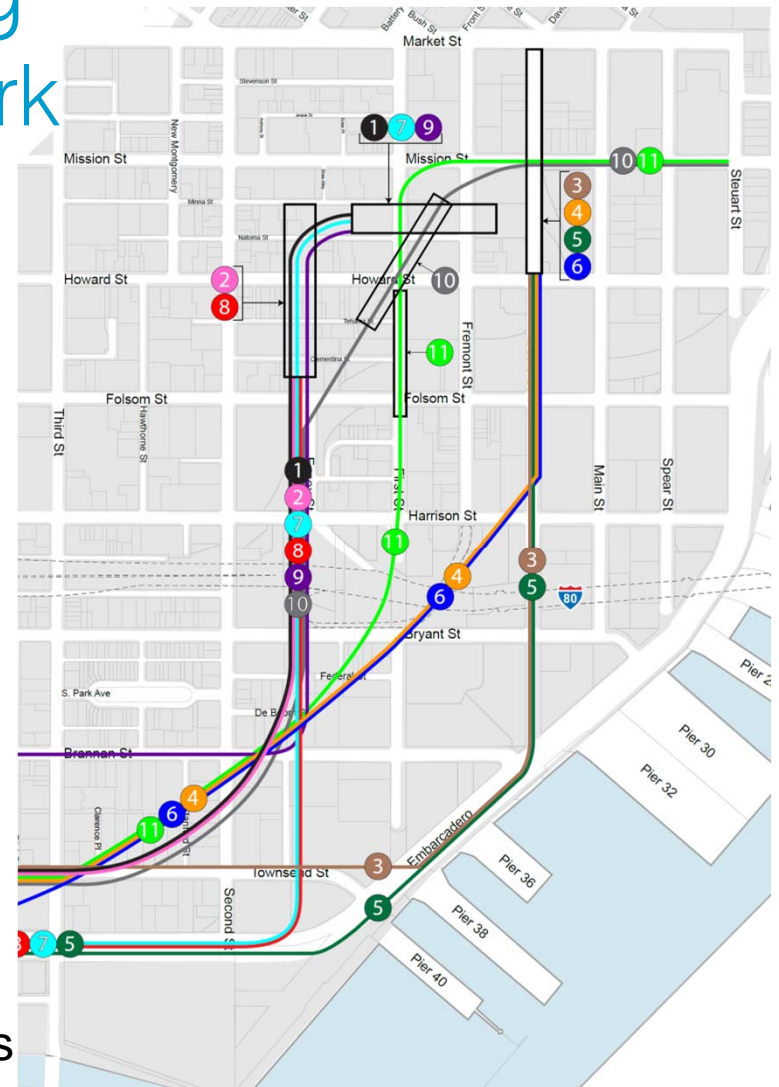 Market St
Stevenson St
Jessie St
1 7 9
New Montgomery
Mission St
Mission St
10 11
Steuart St
3
4
5
6
Minna St
Natoma St
2
8
Howard St
Howard St
10
Tehama St
Clementina St
11
Fremont St
Folsom St
Folsom St
Third St
Hawthorne St
1
2
7
8
9
10
First St
Main St
Spear St
Harrison St
11
4
6
3
5
80
Bryant St
Federal St
S. Park Ave
Brannan St
Pier 30
Pier 32
4
6
11
Clarence Pl
Embarcadero
3
Townsend St
Pier 36
Second St
5
Pier 38
7 5
Pier 40